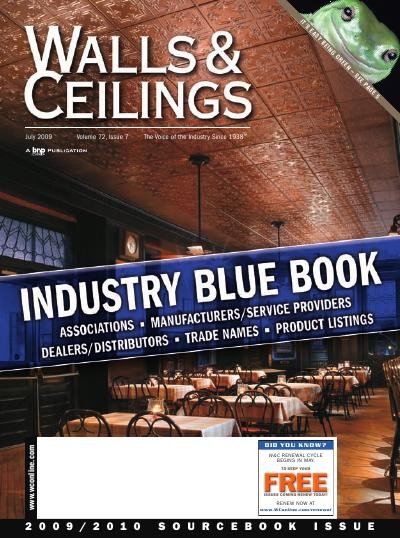 WALLS &
CEILINGS
July 2009 Volume 72, Issue 7 The Voice of the Industry Since 1938
A bnp PUBLICATION
IT'S EASY BEING GREEN – SEE PAGE 8
INDUSTRY BLUE BOOK
ASSOCIATIONS ▪ MANUFACTURERS/SERVICE PROVIDERS
DEALERS/DISTRIBUTORS ▪ TRADE NAMES ▪ PRODUCT LISTINGS
www.wconline.com
DID YOU KNOW?
W&C RENEWAL CYCLE
BEGINS IN MAY.
TO KEEP YOUR
FREE
ISSUES COMING RENEW TODAY!
RENEW NOW AT
www.WConline.com/renewal
2009/2010 SOURCEBOOK ISSUE